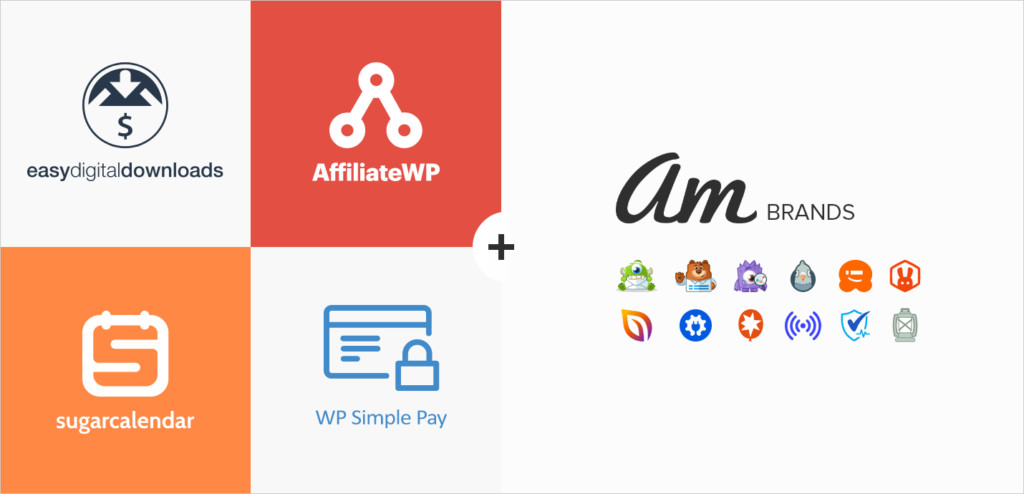 $
easydigitaldownloads
AffiliateWP
+
am BRANDS
S
sugarcalendar
WP Simple Pay